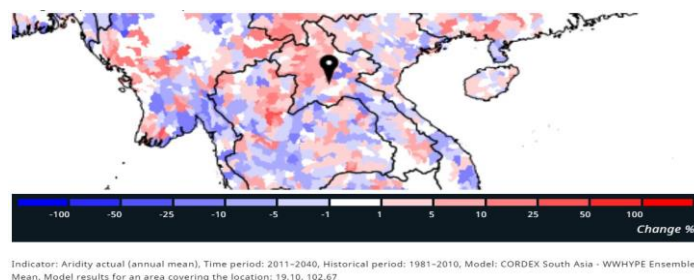 -100 -50 -25 -10 -5 -1 1 5 10 25 50 100
Change %
Indicator: Aridity actual (annual mean), Time period: 2011-2040, Historical period: 1981-2010, Model: CORDEX South Asia - WWHYPE Ensemble
Mean. Model results for an area covering the location: 19.10, 102.67